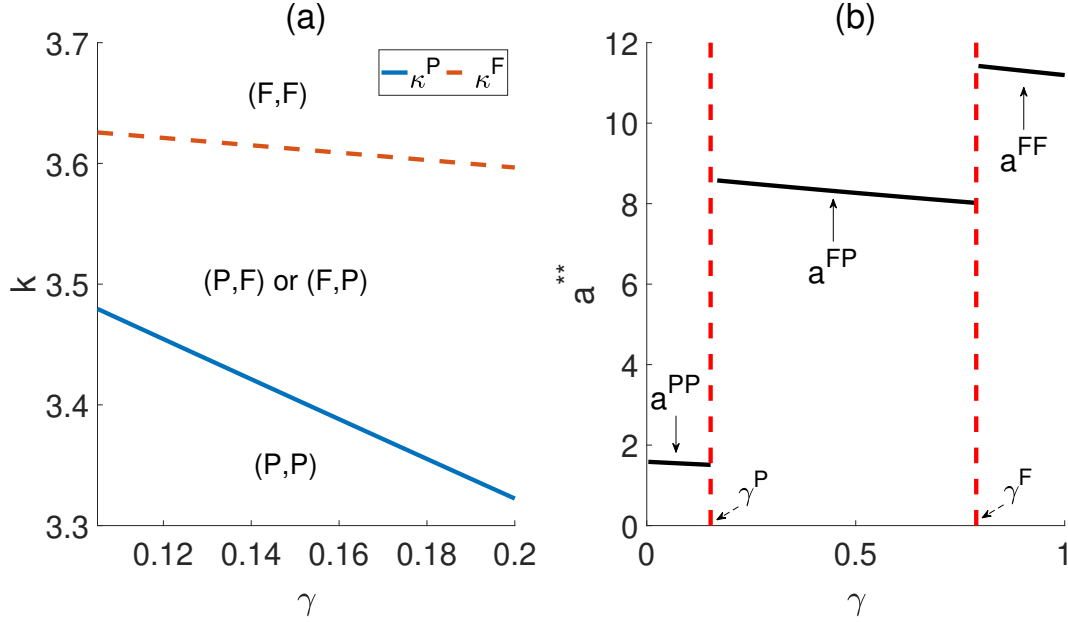 (a)
3.7
3.6
3.5
3.4
3.3
k
κ^P
κ^F
(F,F)
(P,F) or (F,P)
(P,P)
0.12
0.14
0.16
0.18
0.2
γ
(b)
12
10
8
6
4
2
0
a^**
a^FF
a^FP
a^PP
γ^P
γ^F
0
0.5
1
γ